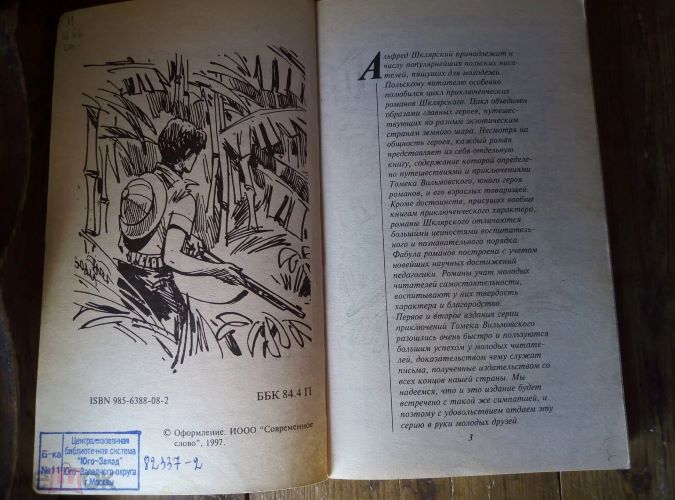 ISBN 985-6388-08-2
ББК 84.4 П
© Оформление. ИООО "Современное
слово", 1997.
Б-ка
№11
Централизованная
библиотечная система
"Юго-Запад"
Юго-Западного округа
г.Москвы
82337-2
Альфред Шклярский принадлежит к
числу популярнейших польских писа-
телей, пишущих для молодежи.
Польскому читателю особенно
полюбился цикл приключенческих
романов Шклярского. Цикл объединен
образами главных героев, путешес-
твующих по разным экзотическим
странам земного шара. Несмотря на
общность героев, каждый роман
представляет из себя отдельную
книгу, содержание которой определе-
но путешествиями и приключениями
Томека Вильмовского, юного героя
романов, и его взрослых товарищей.
Кроме достоинств, присущих вообще
книгам приключенческого характера,
романы Шклярского отличаются
большими ценностями воспитатель-
ного и познавательного порядка.
Фабула романов построена с учетом
новейших научных достижений
педагогики. Романы учат молодых
читателей самостоятельности,
воспитывают у них твердость
характера и благородство.
Первое и второе издания серии
приключений Томека Вильмовского
разошлись очень быстро и пользуются
большим успехом у молодых читате-
лей, доказательством чему служат
письма, полученные издательством со
всех концов нашей страны. Мы
надеемся, что и это издание будет
встречено с такой же симпатией, и
поэтому с удовольствием отдаем эту
серию в руки молодых друзей
3